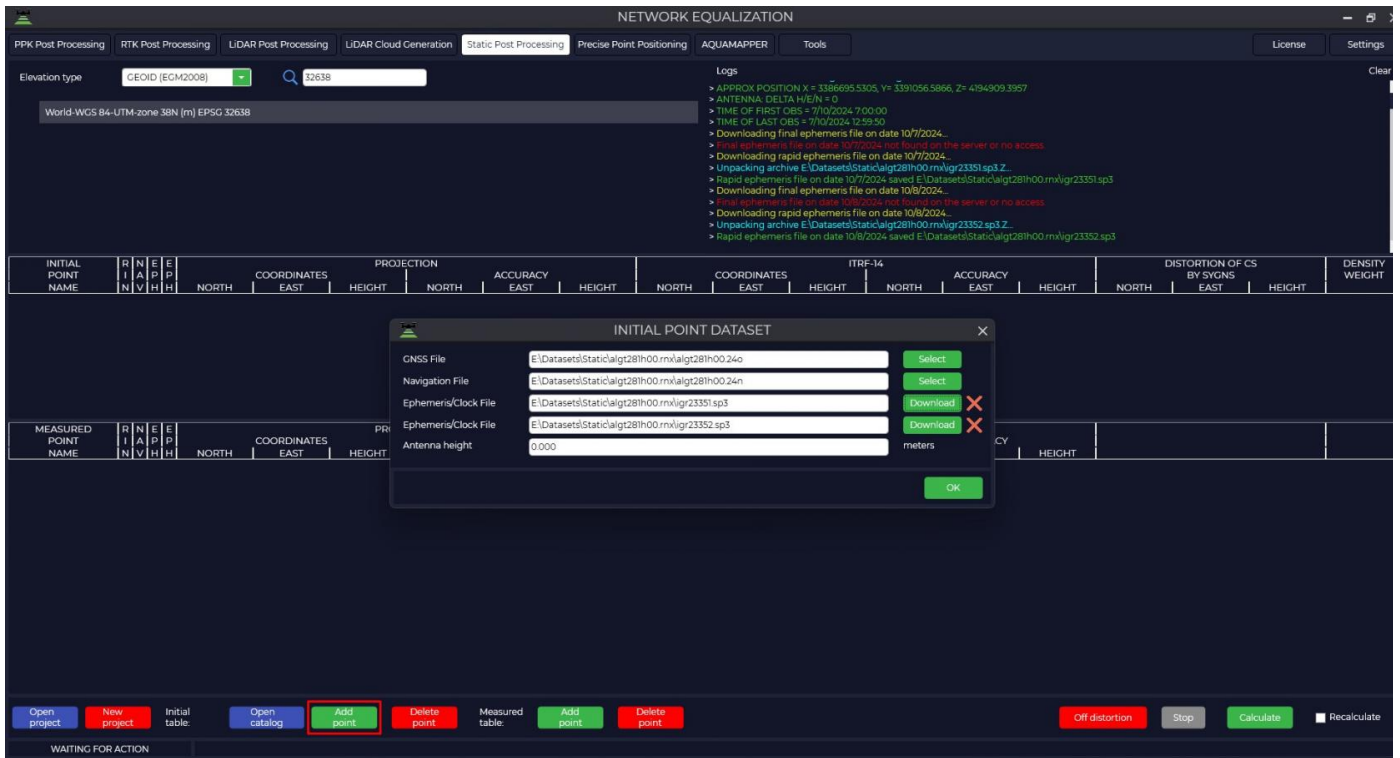 NETWORK EQUALIZATION
PPK Post Processing RTK Post Processing LiDAR Post Processing LiDAR Cloud Generation Static Post Processing Precise Point Positioning AQUAMAPPER Tools License Settings
Elevation type GEOID (EGM2008) 32638
World-WGS 84-UTM-zone 38N (m) EPSG 32638
Logs Clear
> APPROX POSITION X = 3386695.5305, Y= 3391056.5866, Z= 4194909.3957
> ANTENNA: DELTA H/E/N = 0
> TIME OF FIRST OBS = 7/10/2024 7:00:00
> TIME OF LAST OBS = 7/10/2024 12:59:50
> Downloading final ephemeris file on date 10/7/2024...
> Final ephemeris file on date 10/7/2024 not found on the server or no access.
> Downloading rapid ephemeris file on date 10/7/2024...
> Unpacking archive E:\Datasets\Static\algt281h00.rnx\igr23351.sp3.Z...
> Rapid ephemeris file on date 10/7/2024 saved E:\Datasets\Static\algt281h00.rnx\igr23351.sp3
> Downloading final ephemeris file on date 10/8/2024...
> Final ephemeris file on date 10/8/2024 not found on the server or no access.
> Downloading rapid ephemeris file on date 10/8/2024...
> Unpacking archive E:\Datasets\Static\algt281h00.rnx\igr23352.sp3.Z...
> Rapid ephemeris file on date 10/8/2024 saved E:\Datasets\Static\algt281h00.rnx\igr23352.sp3
INITIAL R N E E PROJECTION ITRF-14 DISTORTION OF CS DENSITY
POINT I A P P COORDINATES ACCURACY COORDINATES ACCURACY BY SYGNS WEIGHT
NAME N V H H NORTH EAST HEIGHT NORTH EAST HEIGHT NORTH EAST HEIGHT NORTH EAST HEIGHT NORTH EAST HEIGHT
INITIAL POINT DATASET
GNSS File E:\Datasets\Static\algt281h00.rnx\algt281h00.24o Select
Navigation File E:\Datasets\Static\algt281h00.rnx\algt281h00.24n Select
Ephemeris/Clock File E:\Datasets\Static\algt281h00.rnx\igr23351.sp3 Download
Ephemeris/Clock File E:\Datasets\Static\algt281h00.rnx\igr23352.sp3 Download
Antenna height 0.000 meters
OK
MEASURED R N E E PR
POINT I A P P COORDINATES CY
NAME N V H H NORTH EAST HEIGHT HEIGHT
Open project New project Initial table: Open catalog Add point Delete point Measured table: Add point Delete point Off distortion Stop Calculate Recalculate
WAITING FOR ACTION